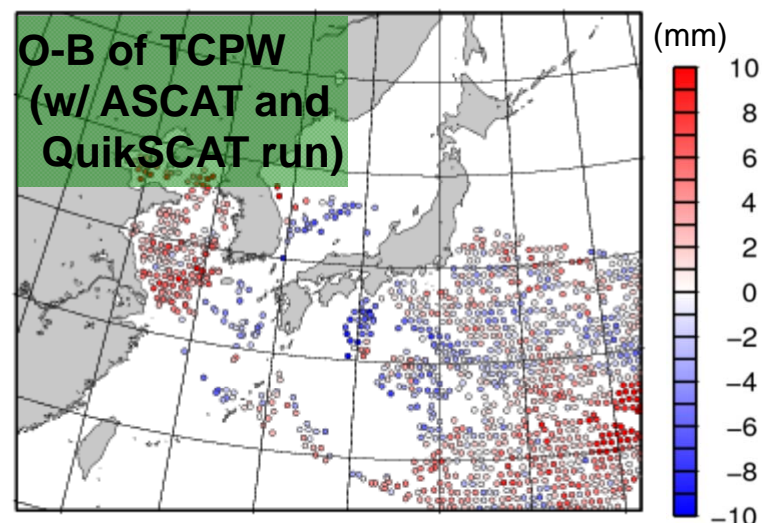 O-B of TCPW
(w/ ASCAT and
QuikSCAT run)
(mm)
10
8
6
4
2
0
−2
−4
−6
−8
−10